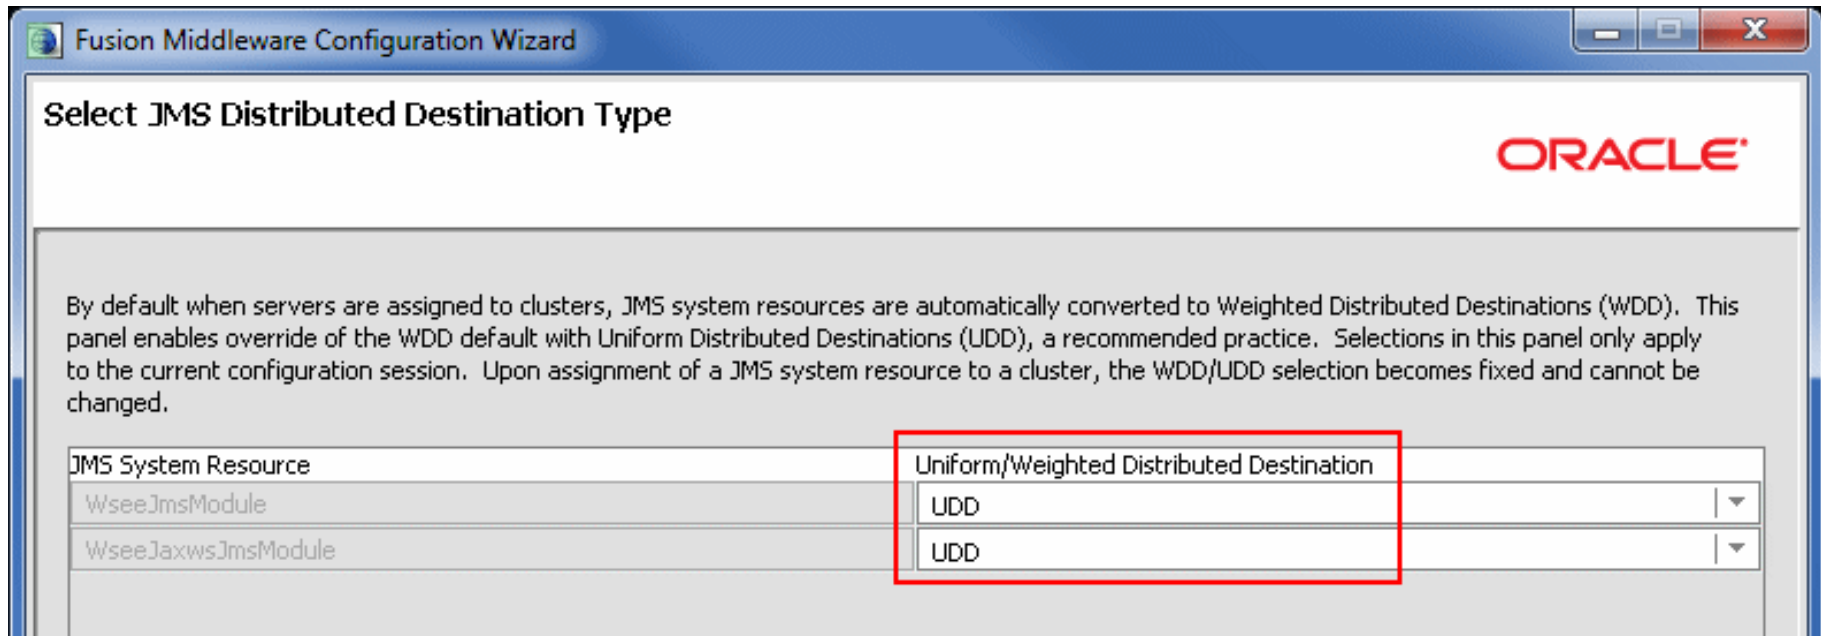 Fusion Middleware Configuration Wizard
Select JMS Distributed Destination Type
ORACLE
By default when servers are assigned to clusters, JMS system resources are automatically converted to Weighted Distributed Destinations (WDD). This
panel enables override of the WDD default with Uniform Distributed Destinations (UDD), a recommended practice. Selections in this panel only apply
to the current configuration session. Upon assignment of a JMS system resource to a cluster, the WDD/UDD selection becomes fixed and cannot be
changed.
JMS System Resource Uniform/Weighted Distributed Destination
WseeJmsModule UDD
WseeJaxwsJmsModule UDD